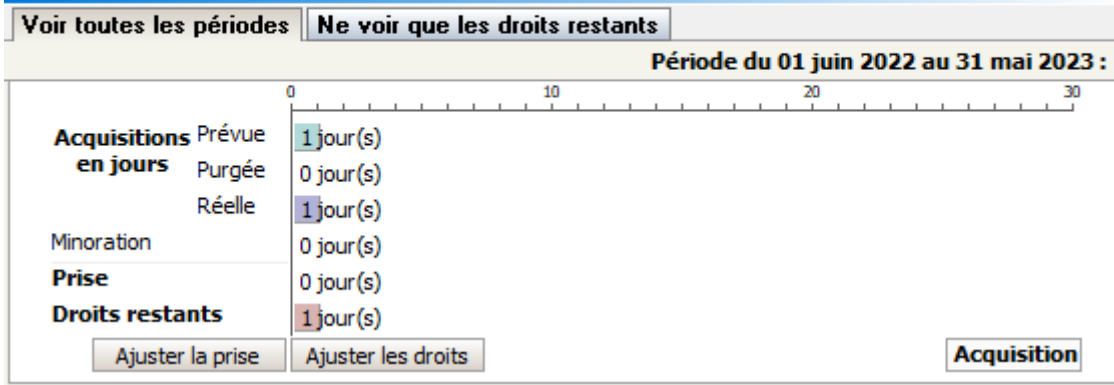 Voir toutes les périodes Ne voir que les droits restants
Période du 01 juin 2022 au 31 mai 2023 :
0 10 20 30
Acquisitions Prévue 1 jour(s)
en jours Purgée 0 jour(s)
Réelle 1 jour(s)
Minoration 0 jour(s)
Prise 0 jour(s)
Droits restants 1 jour(s)
Ajuster la prise Ajuster les droits Acquisition